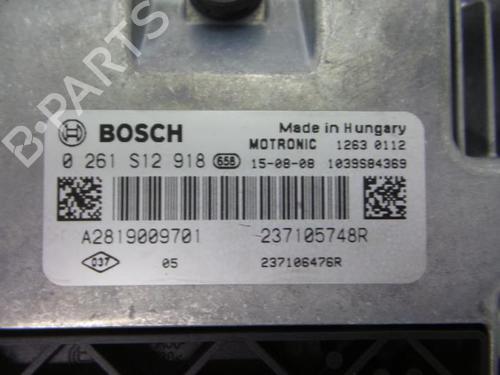 B-PARTS
BOSCH
Made in Hungary
MOTRONIC 1263 0112
0 261 S12 918 658 15-08-08 1039S84369
A2819009701 237105748R
037 05 237106476R